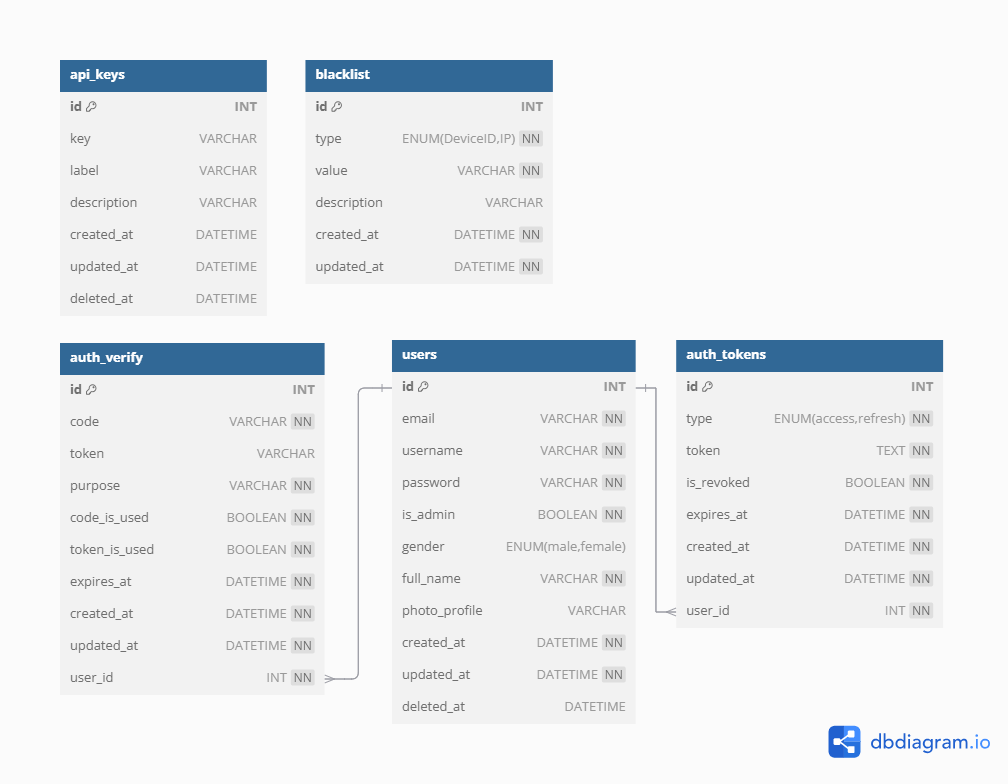 api_keys
id INT
key VARCHAR
label VARCHAR
description VARCHAR
created_at DATETIME
updated_at DATETIME
deleted_at DATETIME
blacklist
id INT
type ENUM(DeviceID,IP) NN
value VARCHAR NN
description VARCHAR
created_at DATETIME NN
updated_at DATETIME NN
auth_verify
id INT
code VARCHAR NN
token VARCHAR
purpose VARCHAR NN
code_is_used BOOLEAN NN
token_is_used BOOLEAN NN
expires_at DATETIME NN
created_at DATETIME NN
updated_at DATETIME NN
user_id INT NN
users
id INT
email VARCHAR NN
username VARCHAR NN
password VARCHAR NN
is_admin BOOLEAN NN
gender ENUM(male,female)
full_name VARCHAR NN
photo_profile VARCHAR
created_at DATETIME NN
updated_at DATETIME NN
deleted_at DATETIME
auth_tokens
id INT
type ENUM(access,refresh) NN
token TEXT NN
is_revoked BOOLEAN NN
expires_at DATETIME NN
created_at DATETIME NN
updated_at DATETIME NN
user_id INT NN
dbdiagram.io